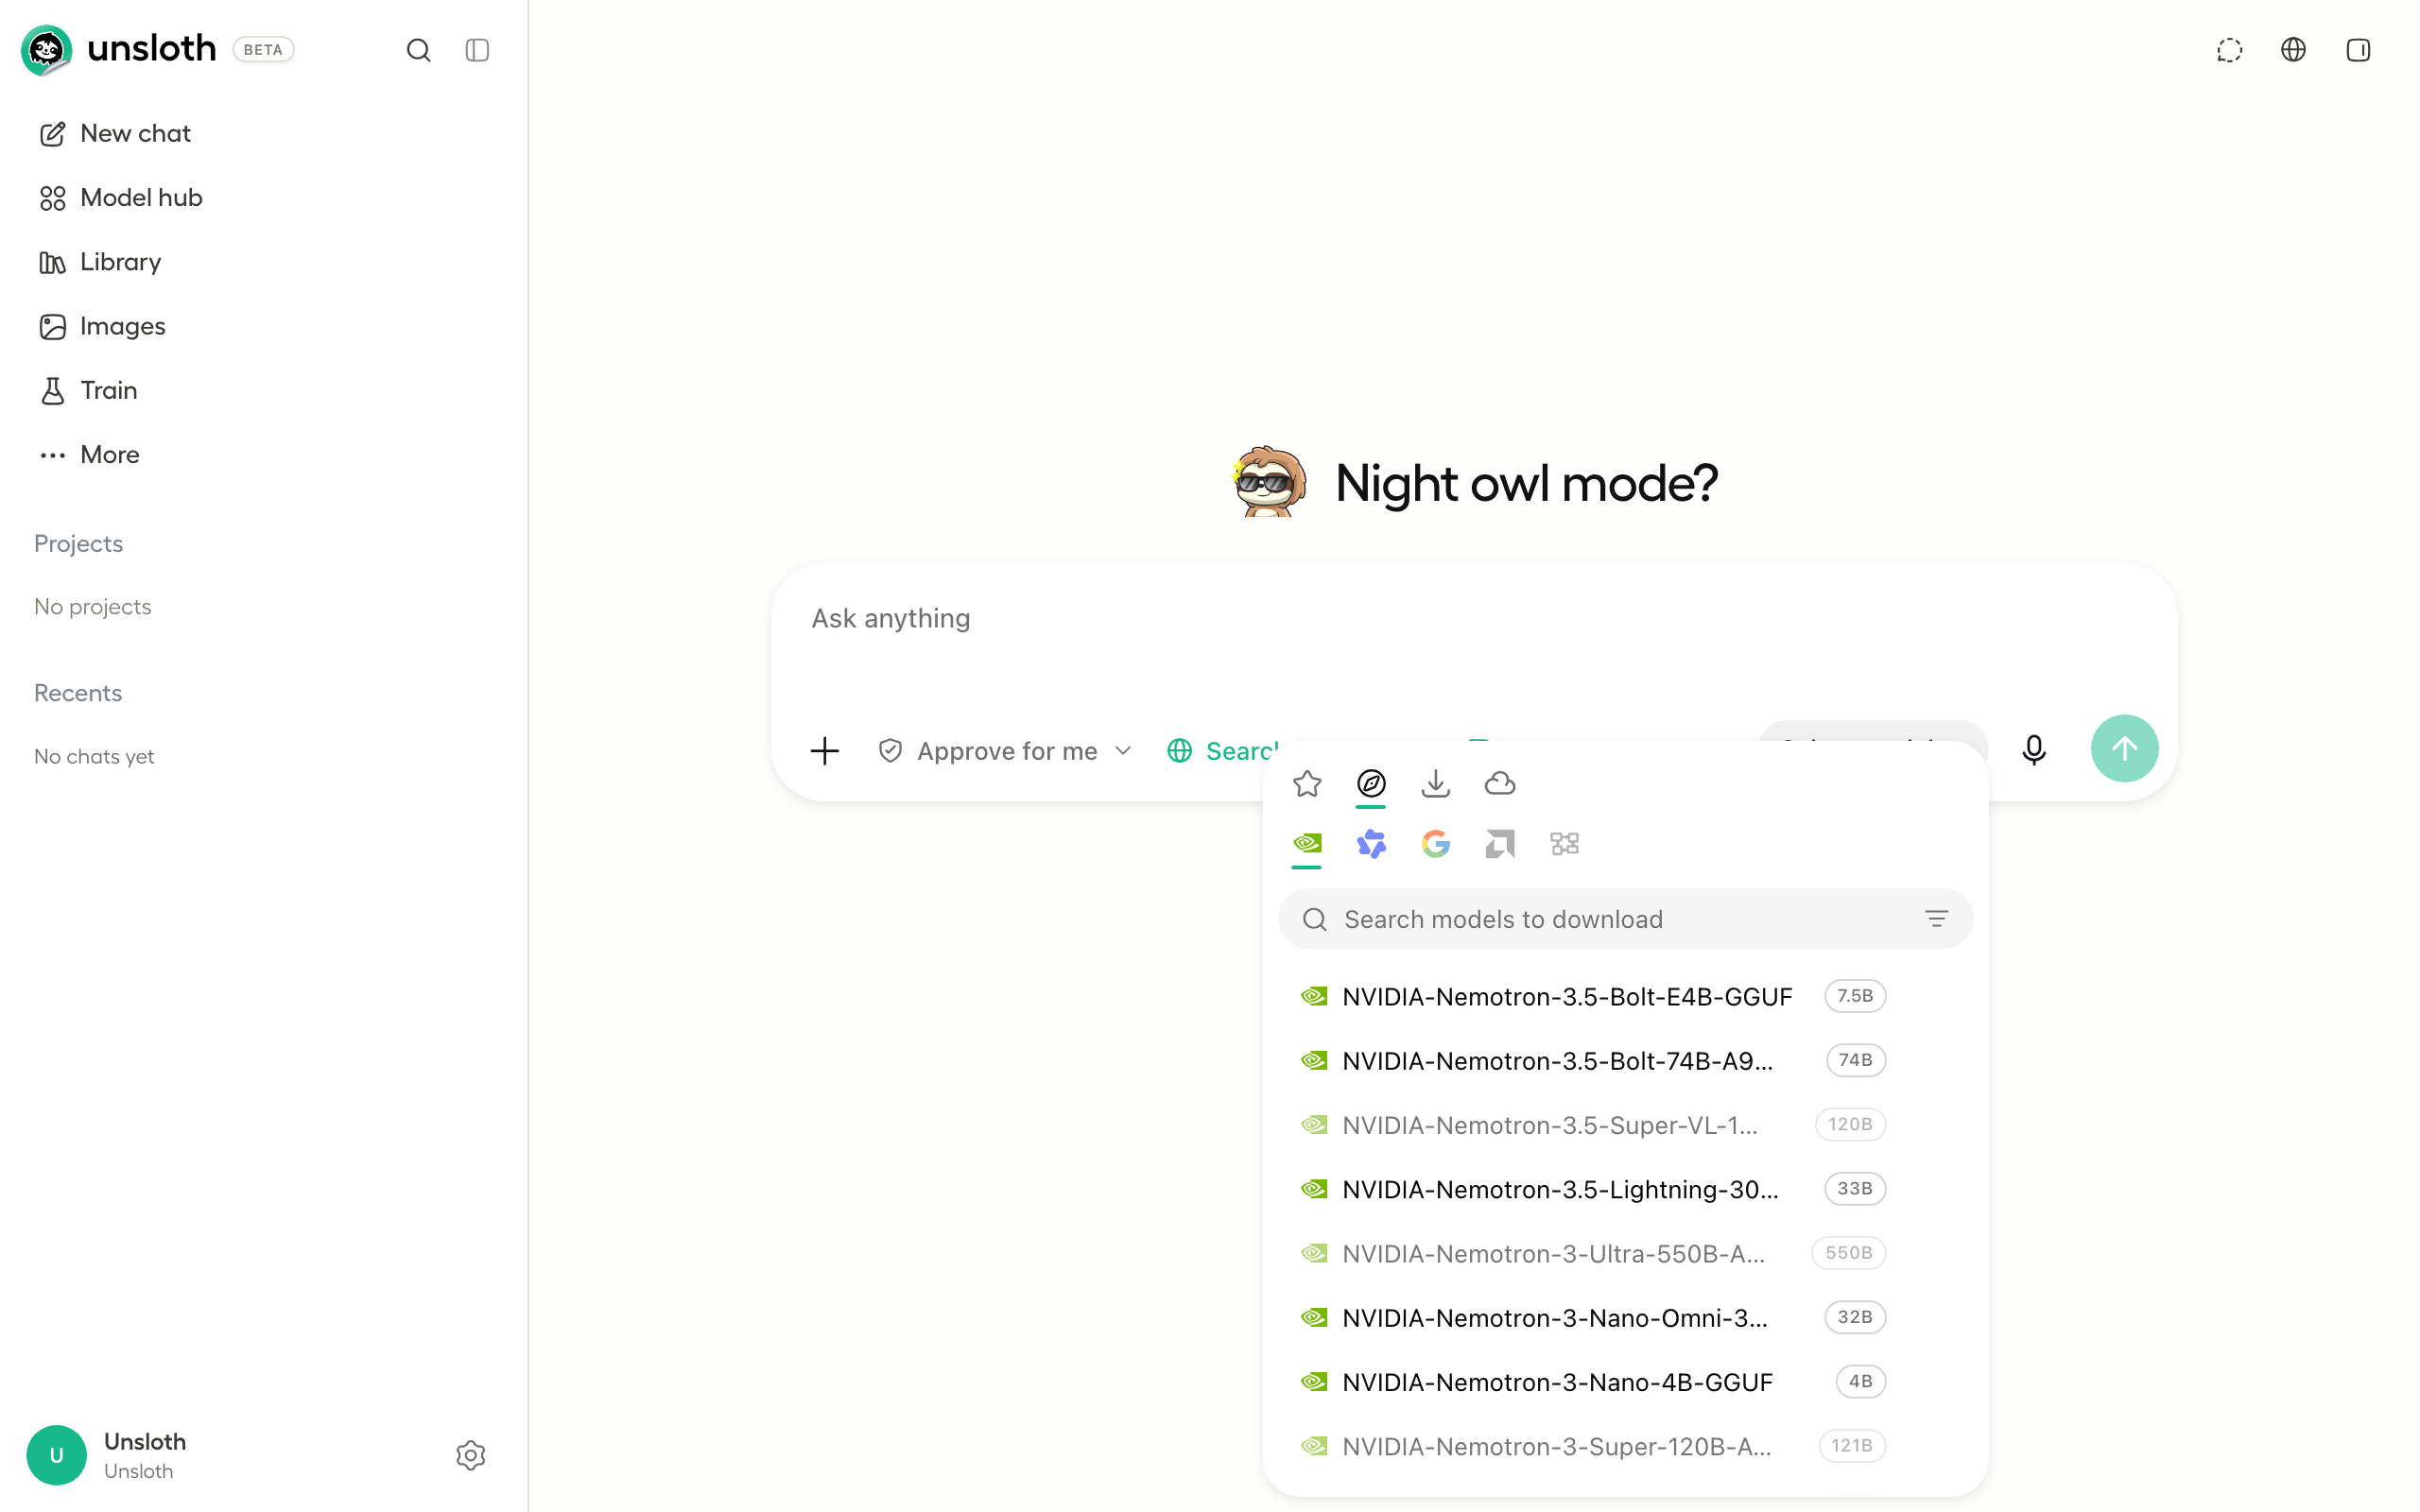 unsloth BETA
New chat
Model hub
Library
Images
Train
More
Projects
No projects
Recents
No chats yet
Unsloth
Unsloth
U
Night owl mode?
Ask anything
Approve for me
Search models to download
NVIDIA-Nemotron-3.5-Bolt-E4B-GGUF 7.5B
NVIDIA-Nemotron-3.5-Bolt-74B-A9... 74B
NVIDIA-Nemotron-3.5-Super-VL-1... 120B
NVIDIA-Nemotron-3.5-Lightning-30... 33B
NVIDIA-Nemotron-3-Ultra-550B-A... 550B
NVIDIA-Nemotron-3-Nano-Omni-3... 32B
NVIDIA-Nemotron-3-Nano-4B-GGUF 4B
NVIDIA-Nemotron-3-Super-120B-A... 121B